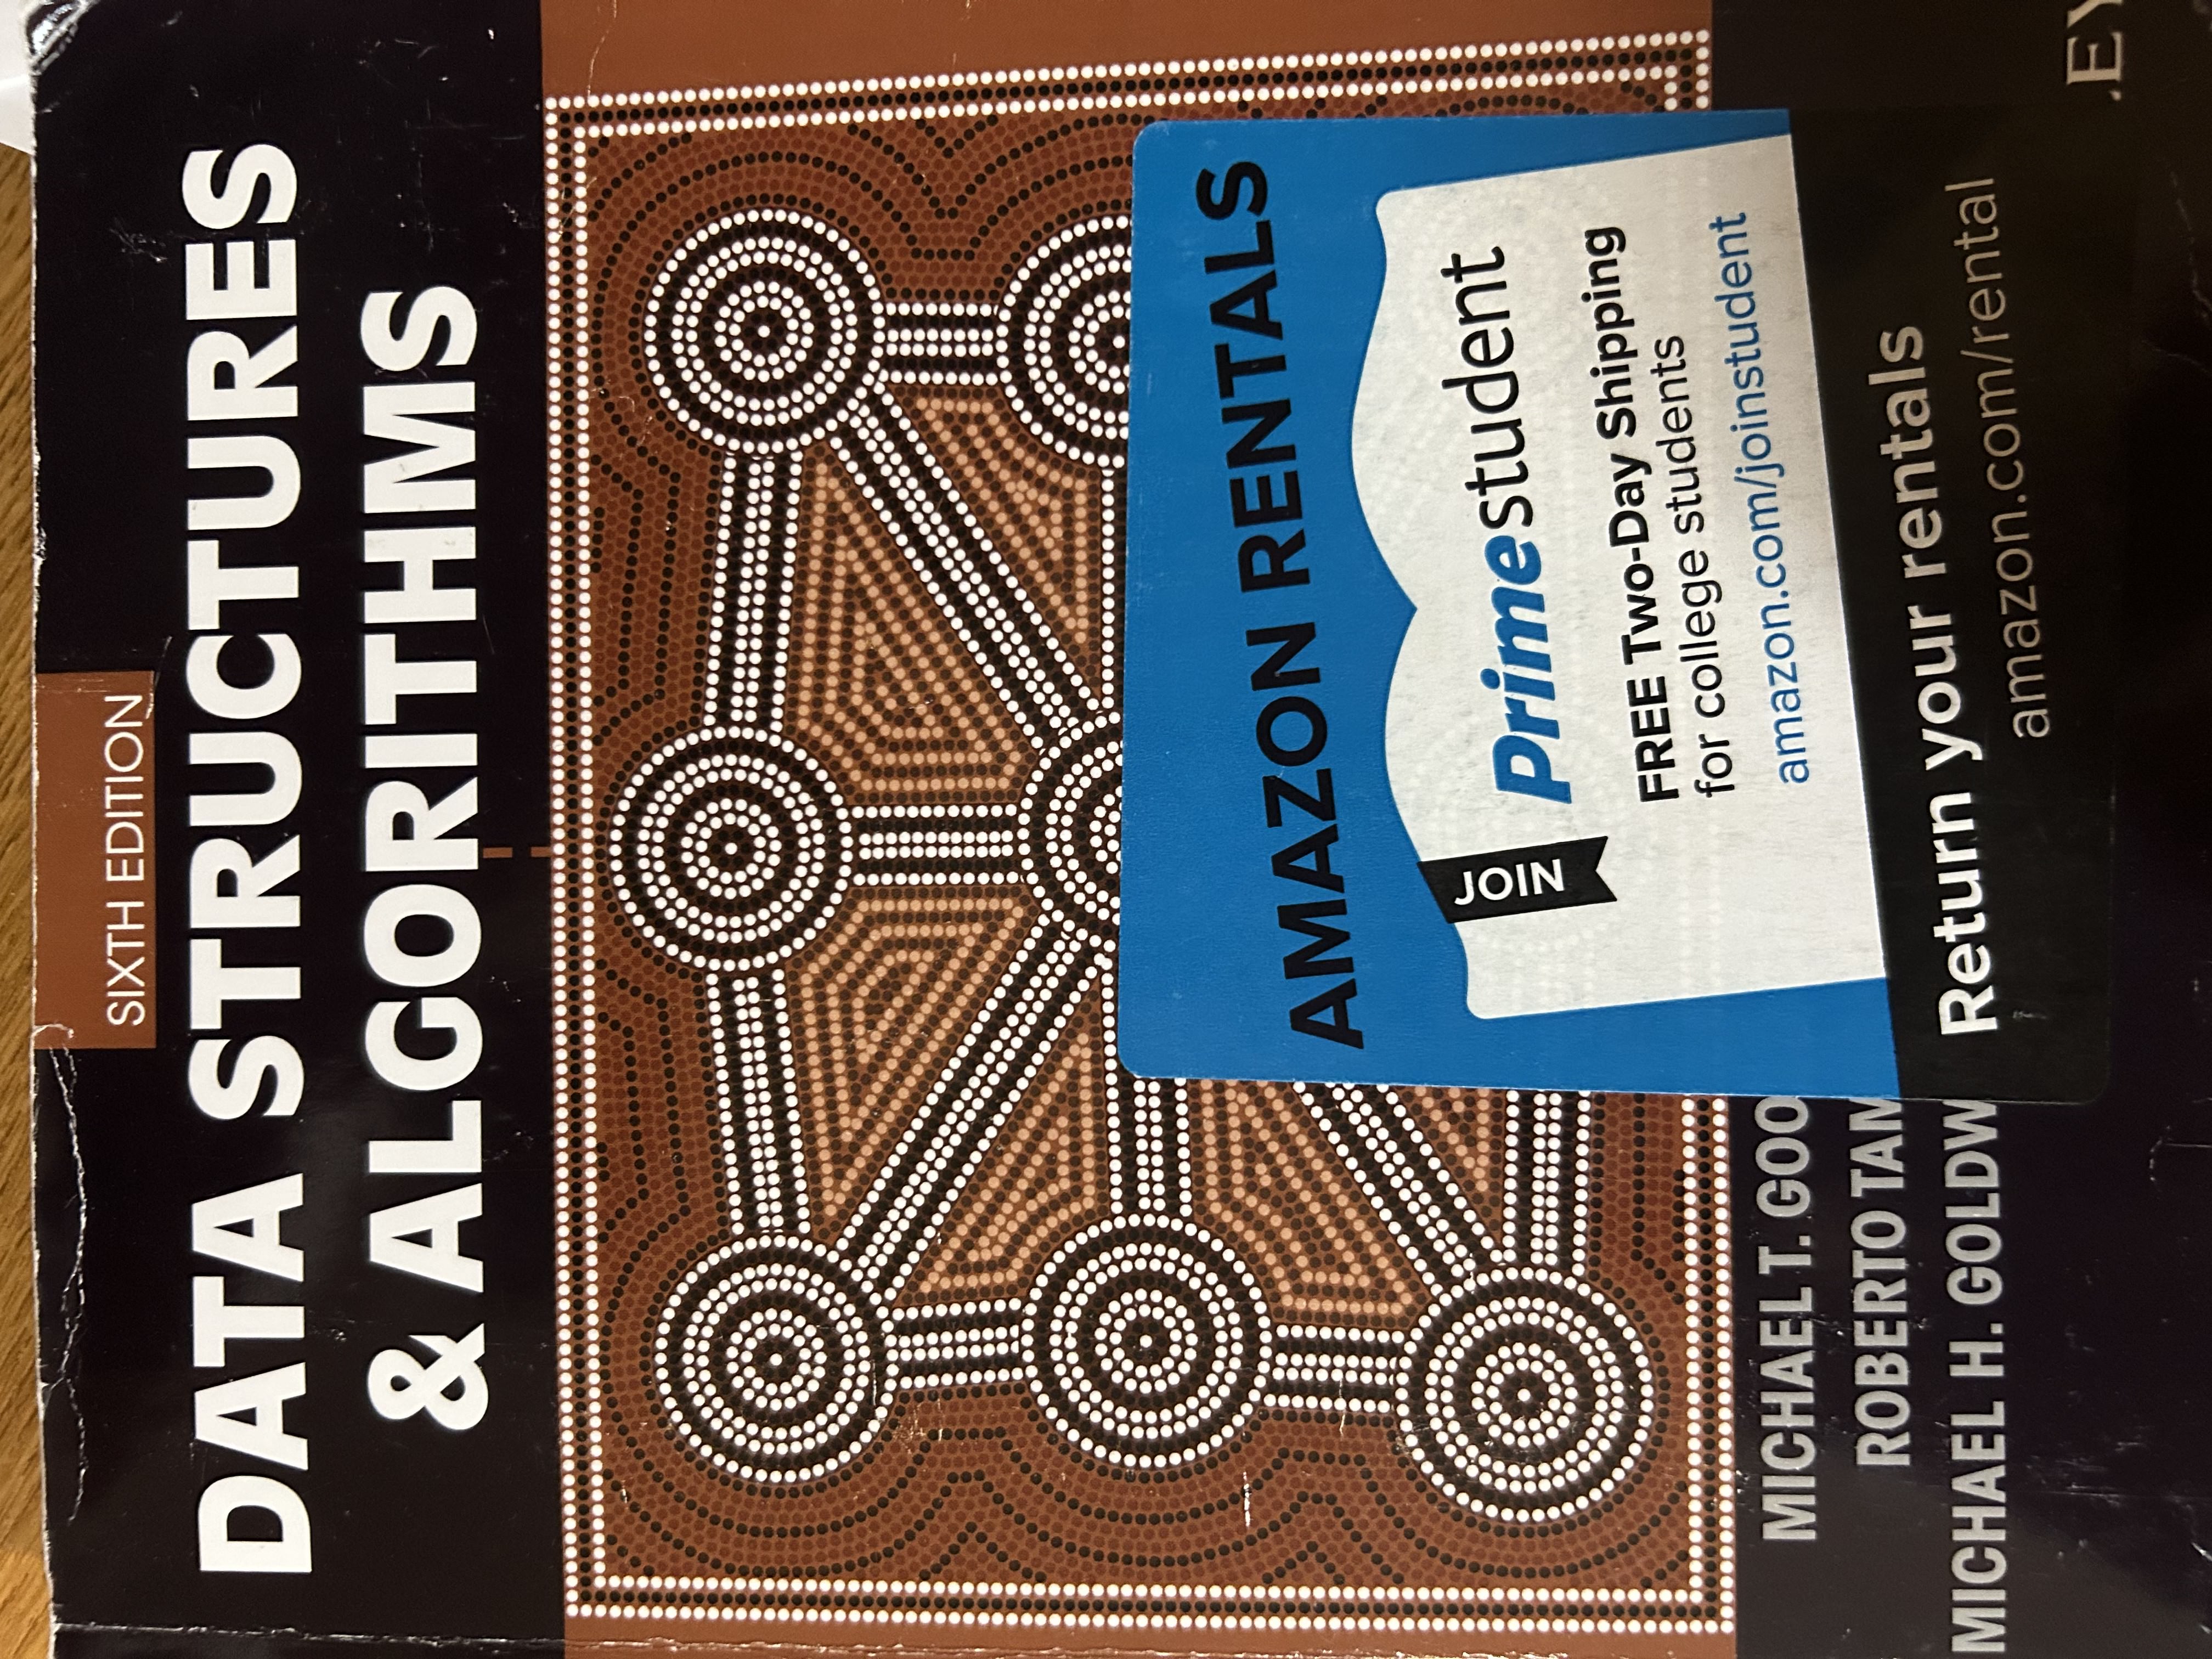 SIXTH EDITION
DATA STRUCTURES
& ALGORITHMS
AMAZON RENTALS
JOIN
Primestudent
FREE Two-Day Shipping
for college students
amazon.com/joinstudent
MICHAEL T. GOO
ROBERTO TAM
MICHAEL H. GOLDW
Return your rentals
amazon.com/rental
EY